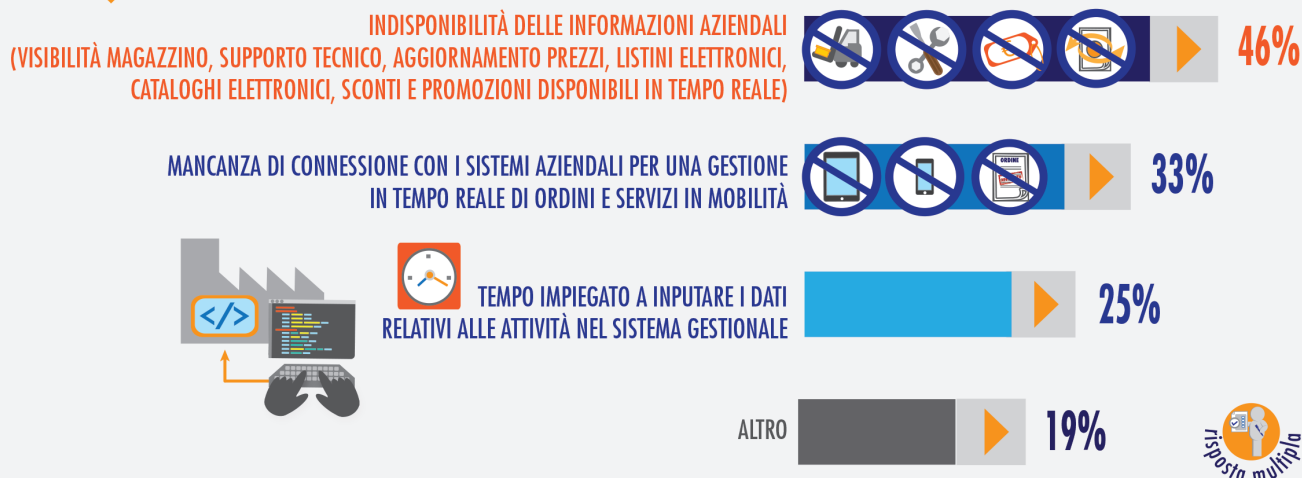 INDISPONIBILITÀ DELLE INFORMAZIONI AZIENDALI
(VISIBILITÀ MAGAZZINO, SUPPORTO TECNICO, AGGIORNAMENTO PREZZI, LISTINI ELETTRONICI,
CATALOGHI ELETTRONICI, SCONTI E PROMOZIONI DISPONIBILI IN TEMPO REALE)
46%
MANCANZA DI CONNESSIONE CON I SISTEMI AZIENDALI PER UNA GESTIONE
IN TEMPO REALE DI ORDINI E SERVIZI IN MOBILITÀ
ORDINE
33%
</>
TEMPO IMPIEGATO A INPUTARE I DATI
RELATIVI ALLE ATTIVITÀ NEL SISTEMA GESTIONALE
25%
ALTRO
19%
risposta multipla